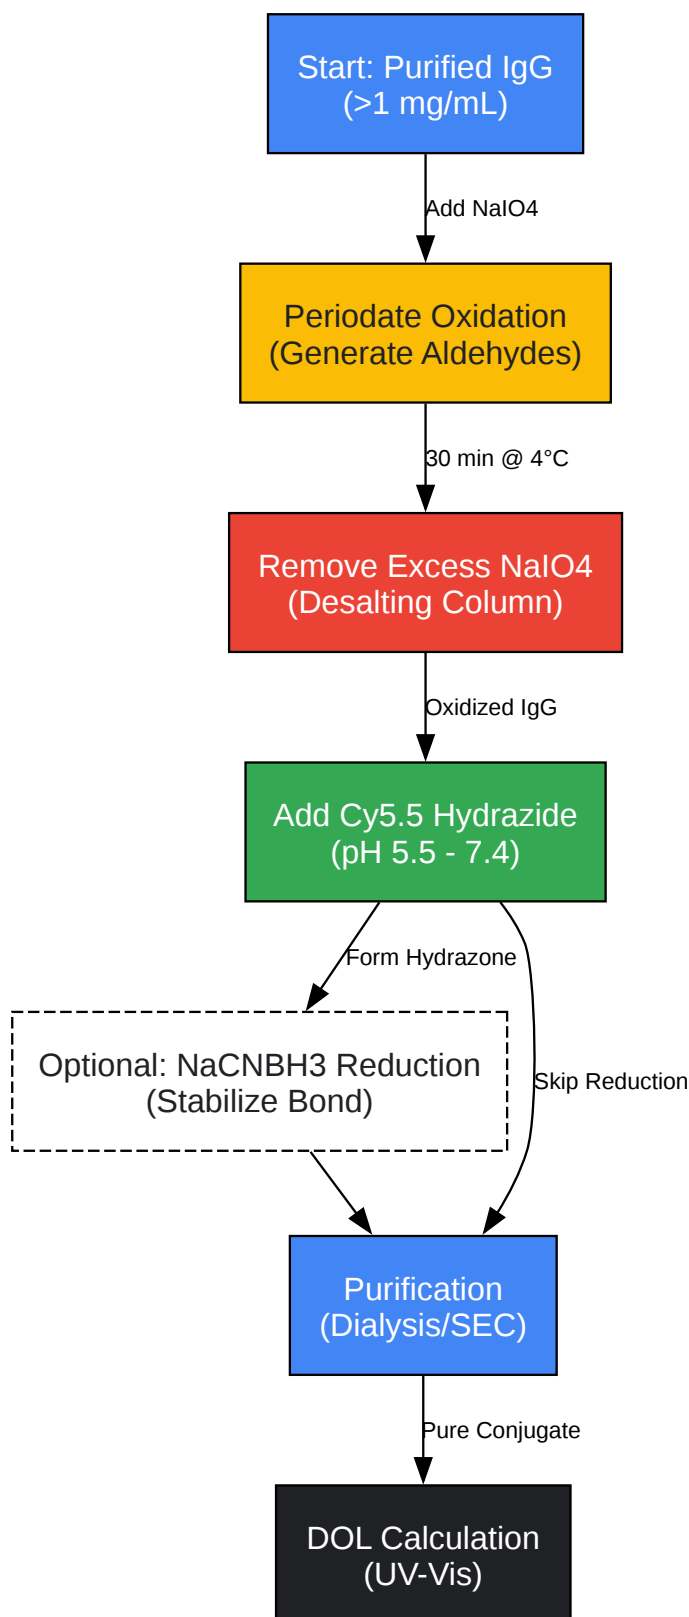 Start: Purified IgG
(>1 mg/mL)
Add NaIO4
Periodate Oxidation
(Generate Aldehydes)
30 min @ 4°C
Remove Excess NaIO4
(Desalting Column)
Oxidized IgG
Add Cy5.5 Hydrazide
(pH 5.5 - 7.4)
Form Hydrazone
Optional: NaCNBH3 Reduction
(Stabilize Bond)
Skip Reduction
Purification
(Dialysis/SEC)
Pure Conjugate
DOL Calculation
(UV-Vis)